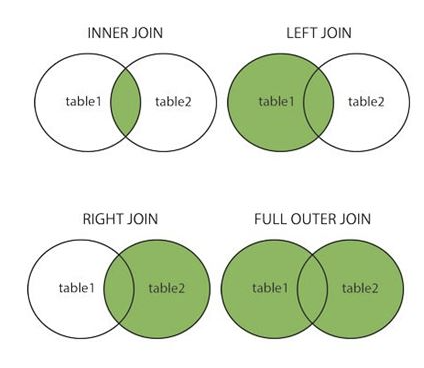 INNER JOIN
table1
table2
LEFT JOIN
table1
table2
RIGHT JOIN
table1
table2
FULL OUTER JOIN
table1
table2